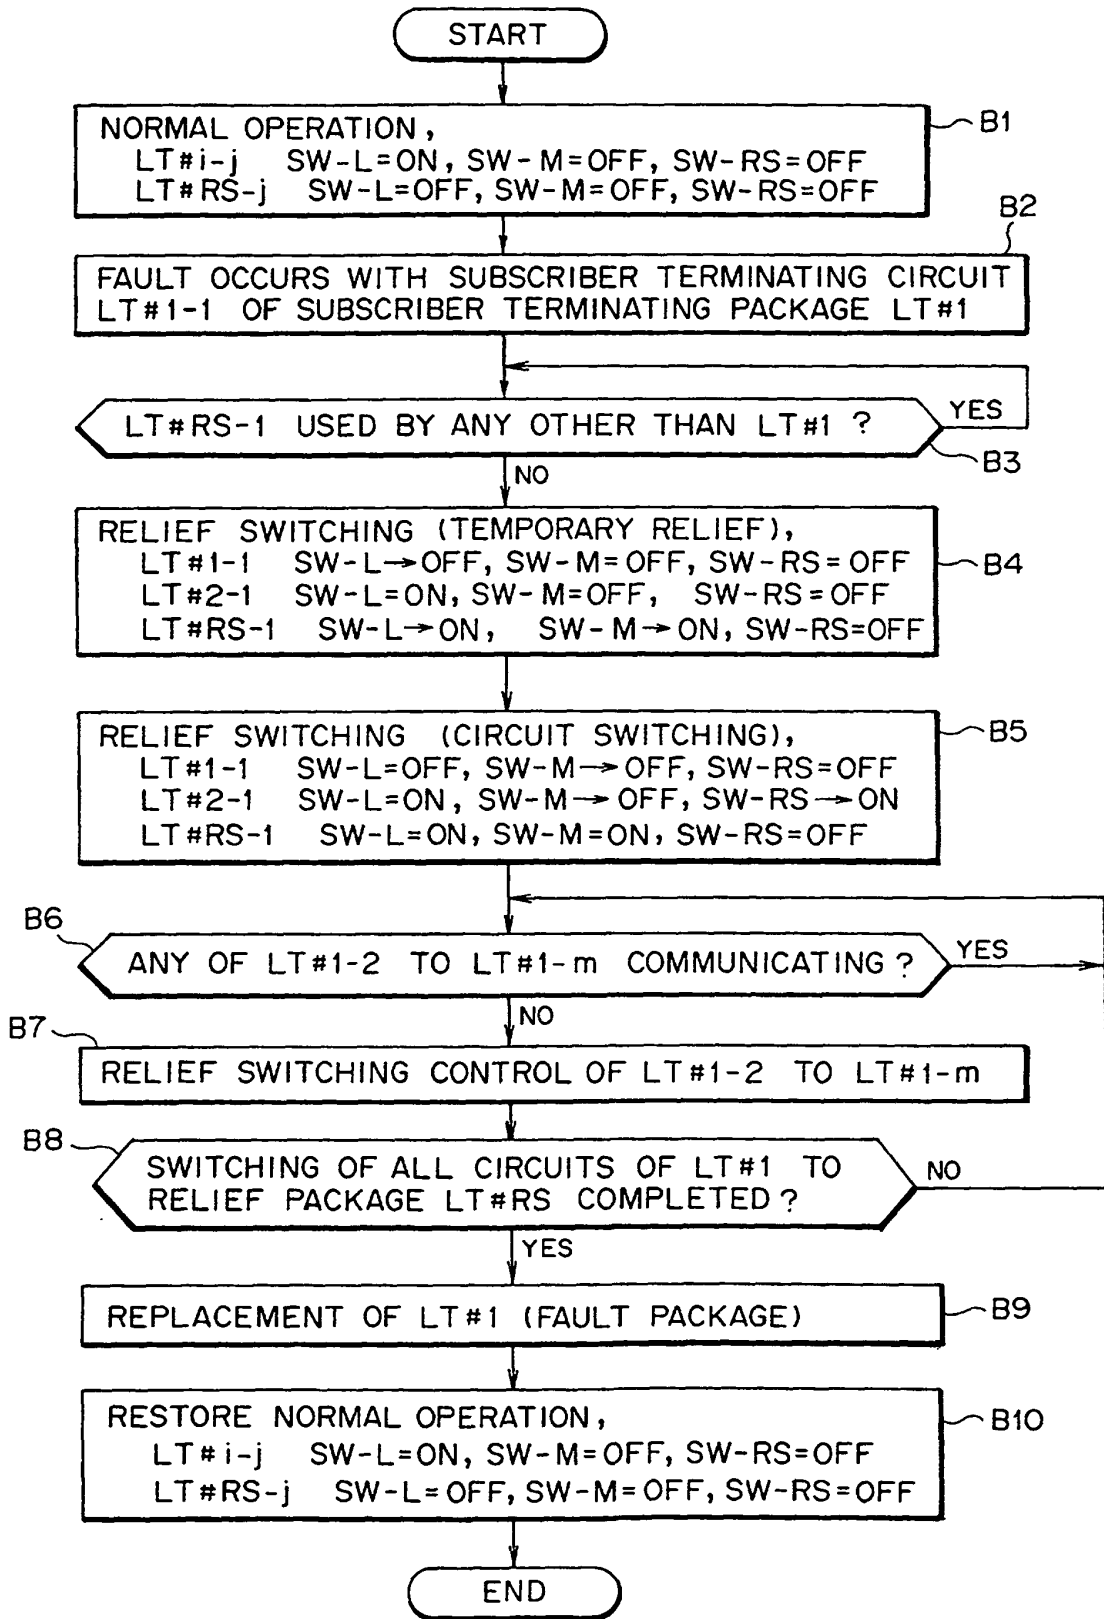 START
NORMAL OPERATION,
LT#i-j SW-L=ON, SW-M=OFF, SW-RS=OFF
LT#RS-j SW-L=OFF, SW-M=OFF, SW-RS=OFF
B1
B2
FAULT OCCURS WITH SUBSCRIBER TERMINATING CIRCUIT
LT#1-1 OF SUBSCRIBER TERMINATING PACKAGE LT#1
LT#RS-1 USED BY ANY OTHER THAN LT#1 ?
YES
B3
NO
RELIEF SWITCHING (TEMPORARY RELIEF),
LT#1-1 SW-L→OFF, SW-M=OFF, SW-RS=OFF
LT#2-1 SW-L=ON, SW-M=OFF, SW-RS=OFF
LT#RS-1 SW-L→ON, SW-M→ON, SW-RS=OFF
B4
RELIEF SWITCHING (CIRCUIT SWITCHING),
LT#1-1 SW-L=OFF, SW-M→OFF, SW-RS=OFF
LT#2-1 SW-L=ON, SW-M→OFF, SW-RS→ON
LT#RS-1 SW-L=ON, SW-M=ON, SW-RS=OFF
B5
B6
ANY OF LT#1-2 TO LT#1-m COMMUNICATING ?
YES
NO
B7
RELIEF SWITCHING CONTROL OF LT#1-2 TO LT#1-m
B8
SWITCHING OF ALL CIRCUITS OF LT#1 TO
RELIEF PACKAGE LT#RS COMPLETED ?
NO
YES
REPLACEMENT OF LT#1 (FAULT PACKAGE)
B9
RESTORE NORMAL OPERATION,
LT#i-j SW-L=ON, SW-M=OFF, SW-RS=OFF
LT#RS-j SW-L=OFF, SW-M=OFF, SW-RS=OFF
B10
END